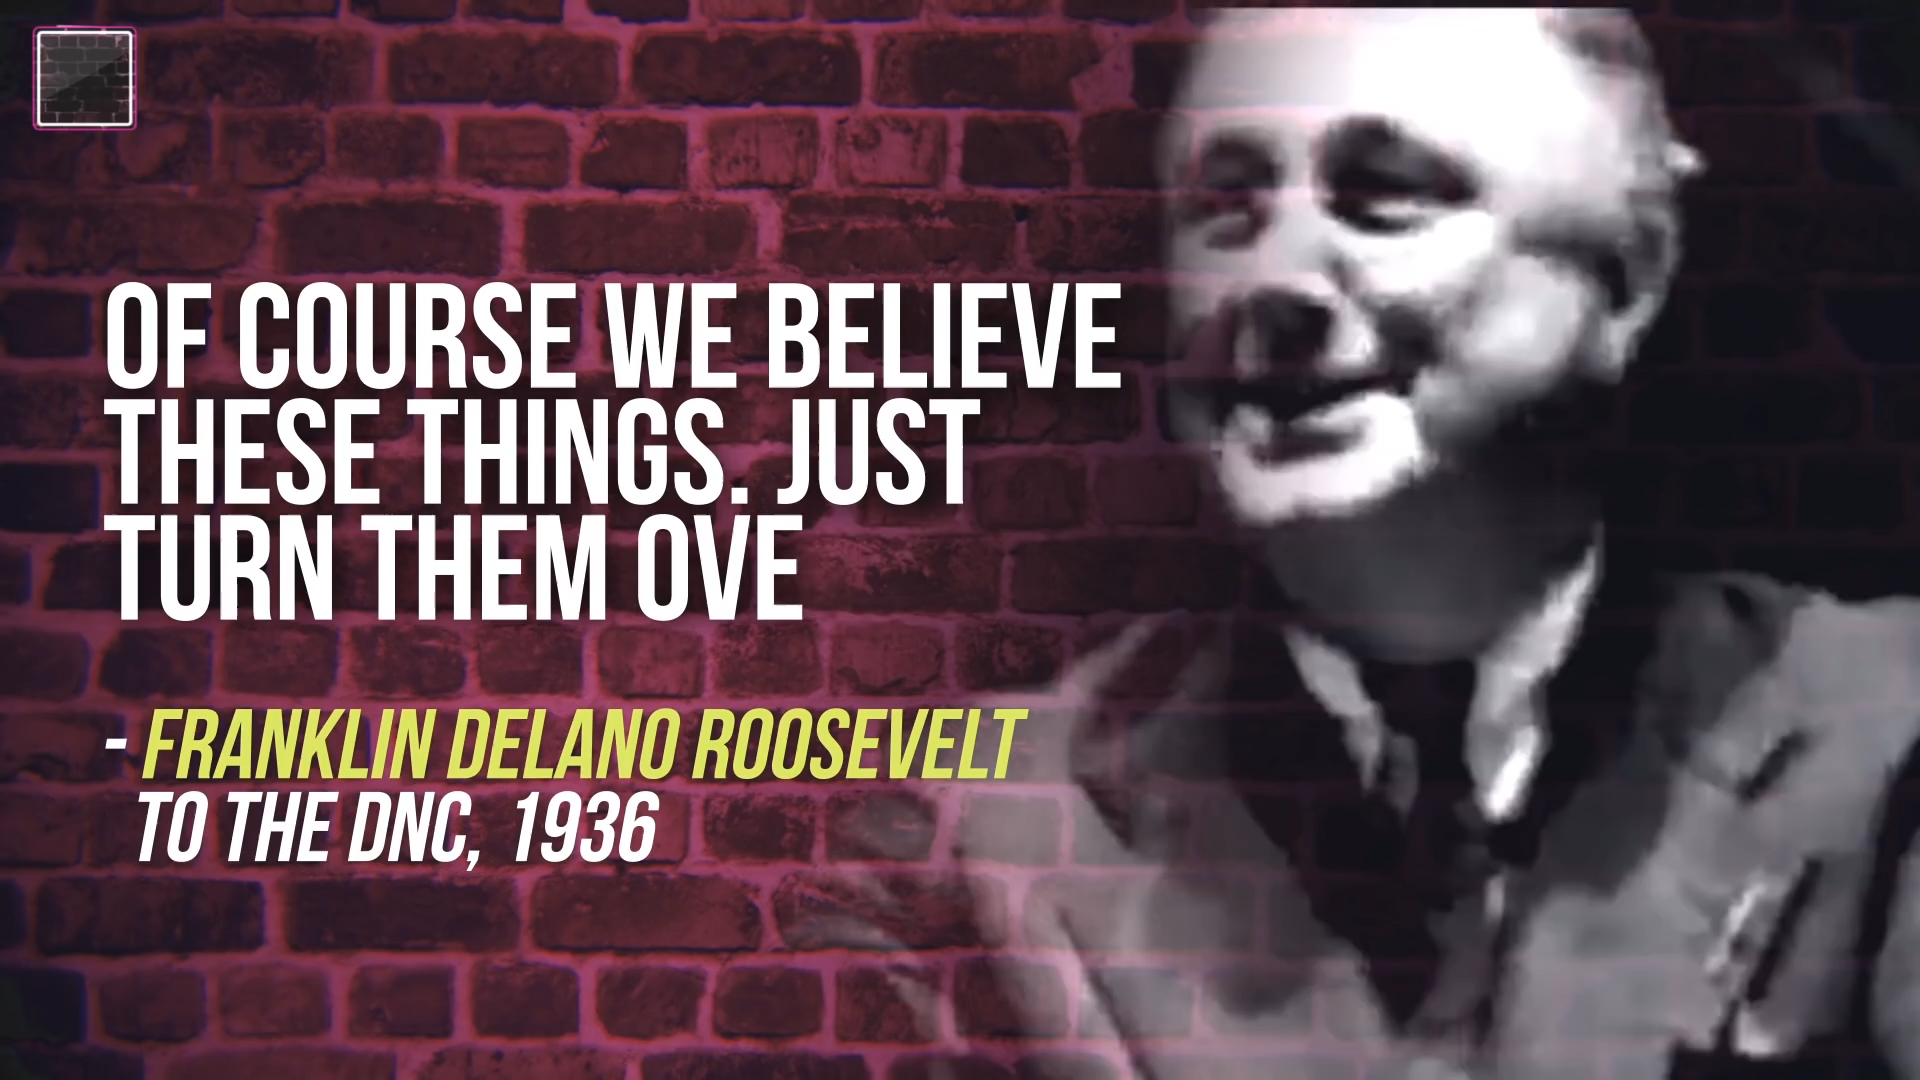 OF COURSE WE BELIEVE
THESE THINGS. JUST
TURN THEM OVE
- FRANKLIN DELANO ROOSEVELT
TO THE DNC, 1936